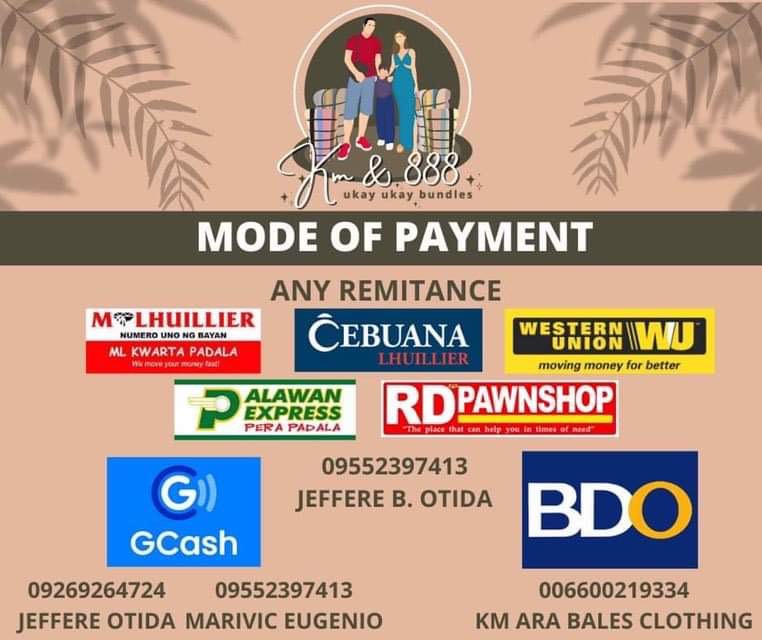 Km & 888
ukay ukay bundles
MODE OF PAYMENT
ANY REMITANCE
M LHUILLIER
NUMERO UNO NG BAYAN
ML KWARTA PADALA
We move your money fast!
CEBUANA
LHUILLIER
WESTERN UNION WU
moving money for better
PALAWAN
EXPRESS
PERA PADALA
RD PAWNSHOP
"The place that can help you in times of need"
09552397413
JEFFERE B. OTIDA
G
GCash
BDO
09269264724 09552397413 006600219334
JEFFERE OTIDA MARIVIC EUGENIO KM ARA BALES CLOTHING